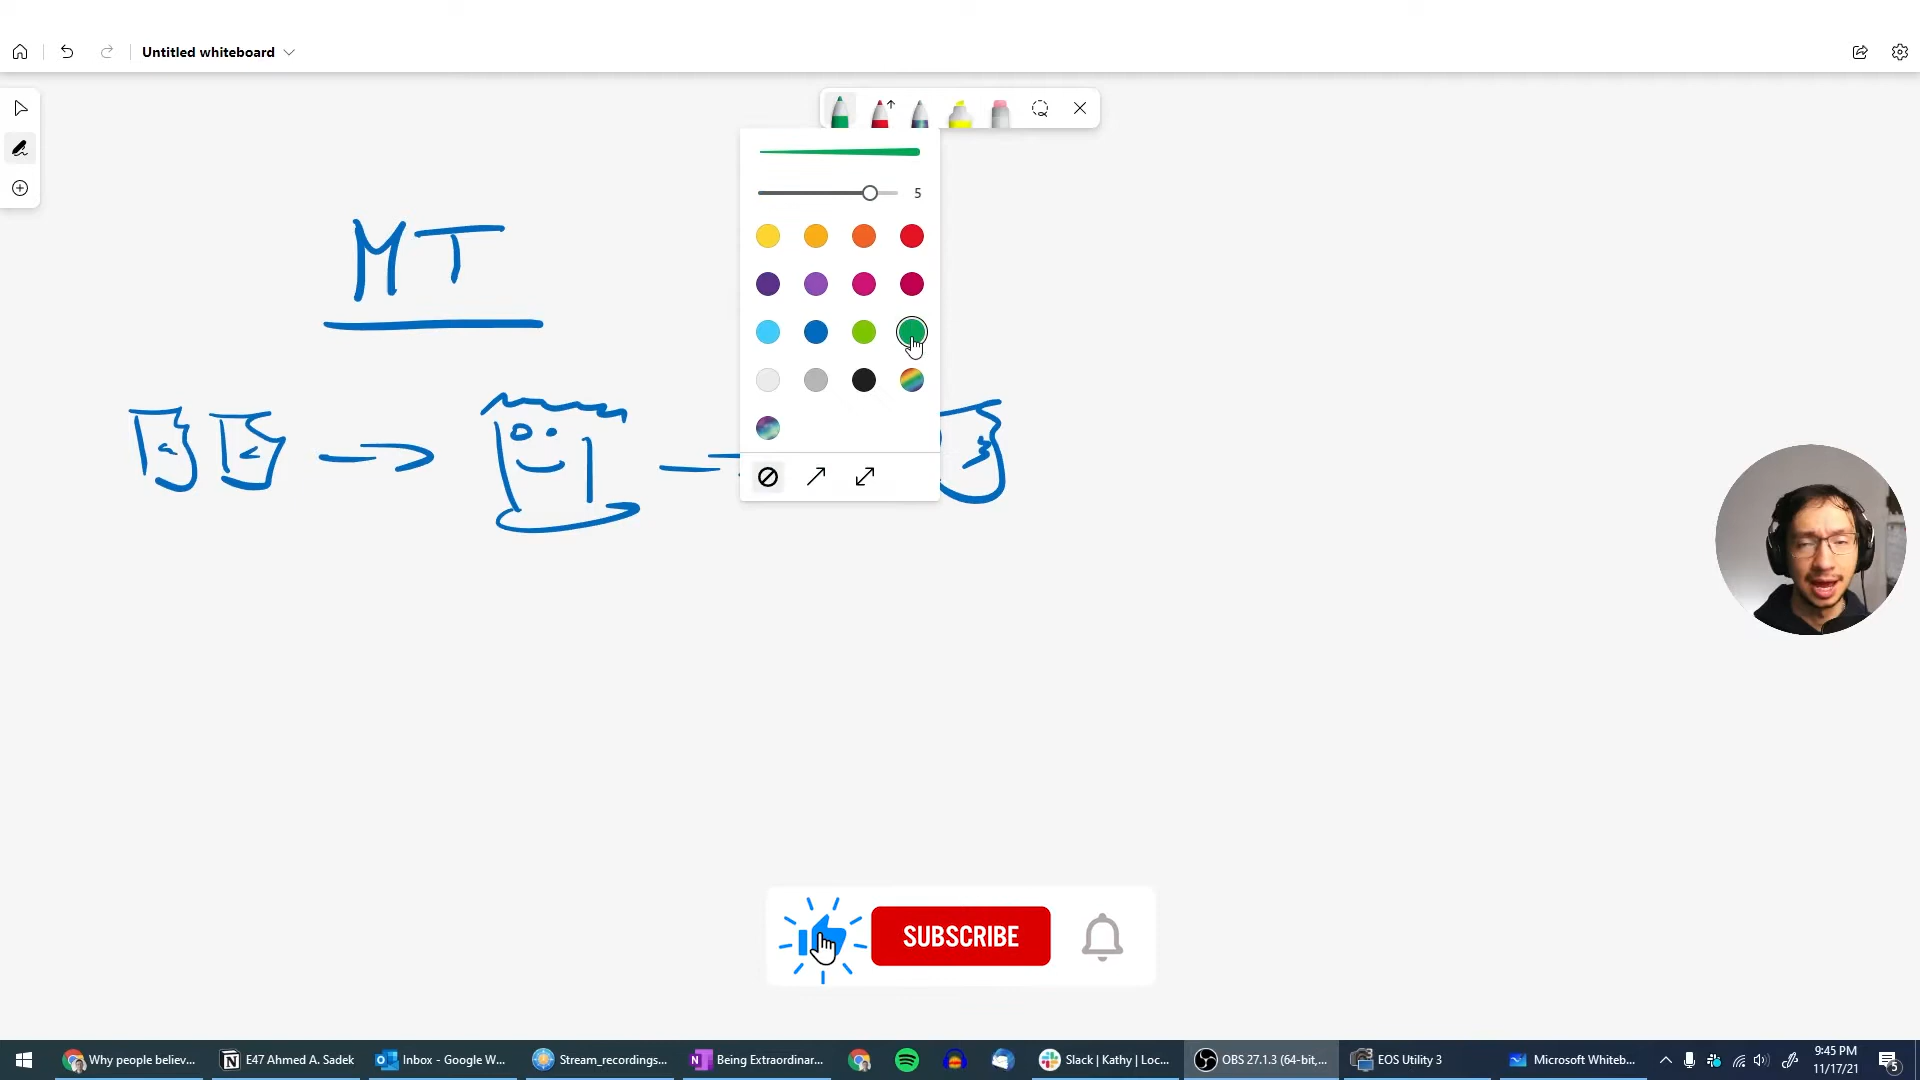 Untitled whiteboard
5
MT
SUBSCRIBE
Why people believ...
E47 Ahmed A. Sadek
Inbox - Google W...
Stream_recordings...
Being Extraordinar...
Slack | Kathy | Loc...
OBS 27.1.3 (64-bit,...
EOS Utility 3
Microsoft Whiteb...
9:45 PM
11/17/21
5